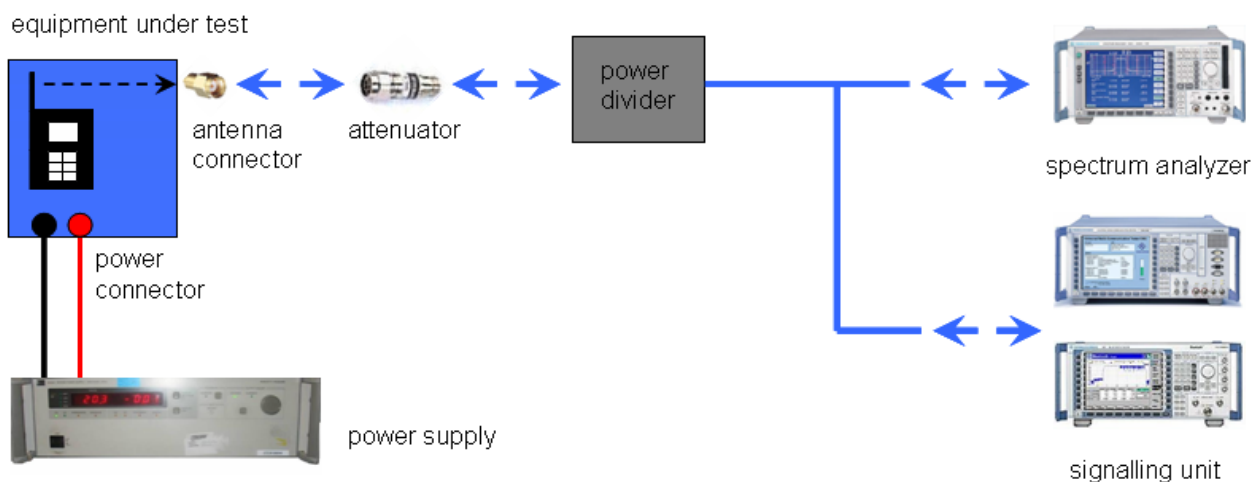 equipment under test
power
divider
antenna
connector
attenuator
spectrum analyzer
power
connector
power supply
signalling unit